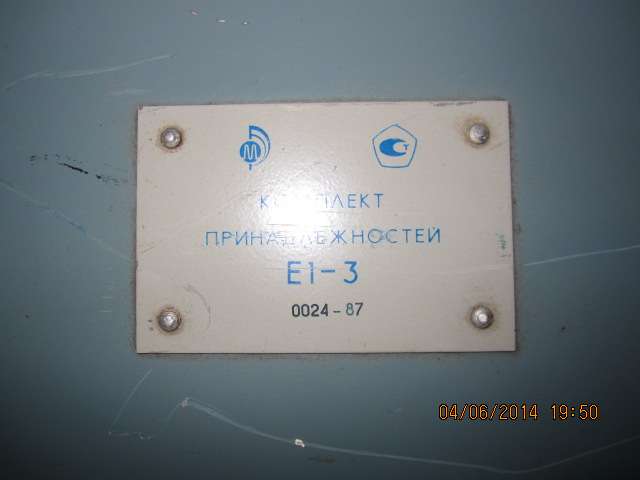 КОМПЛЕКТ
ПРИНАДЛЕЖНОСТЕЙ
Е1-3
0024-87
04/06/2014 19:50